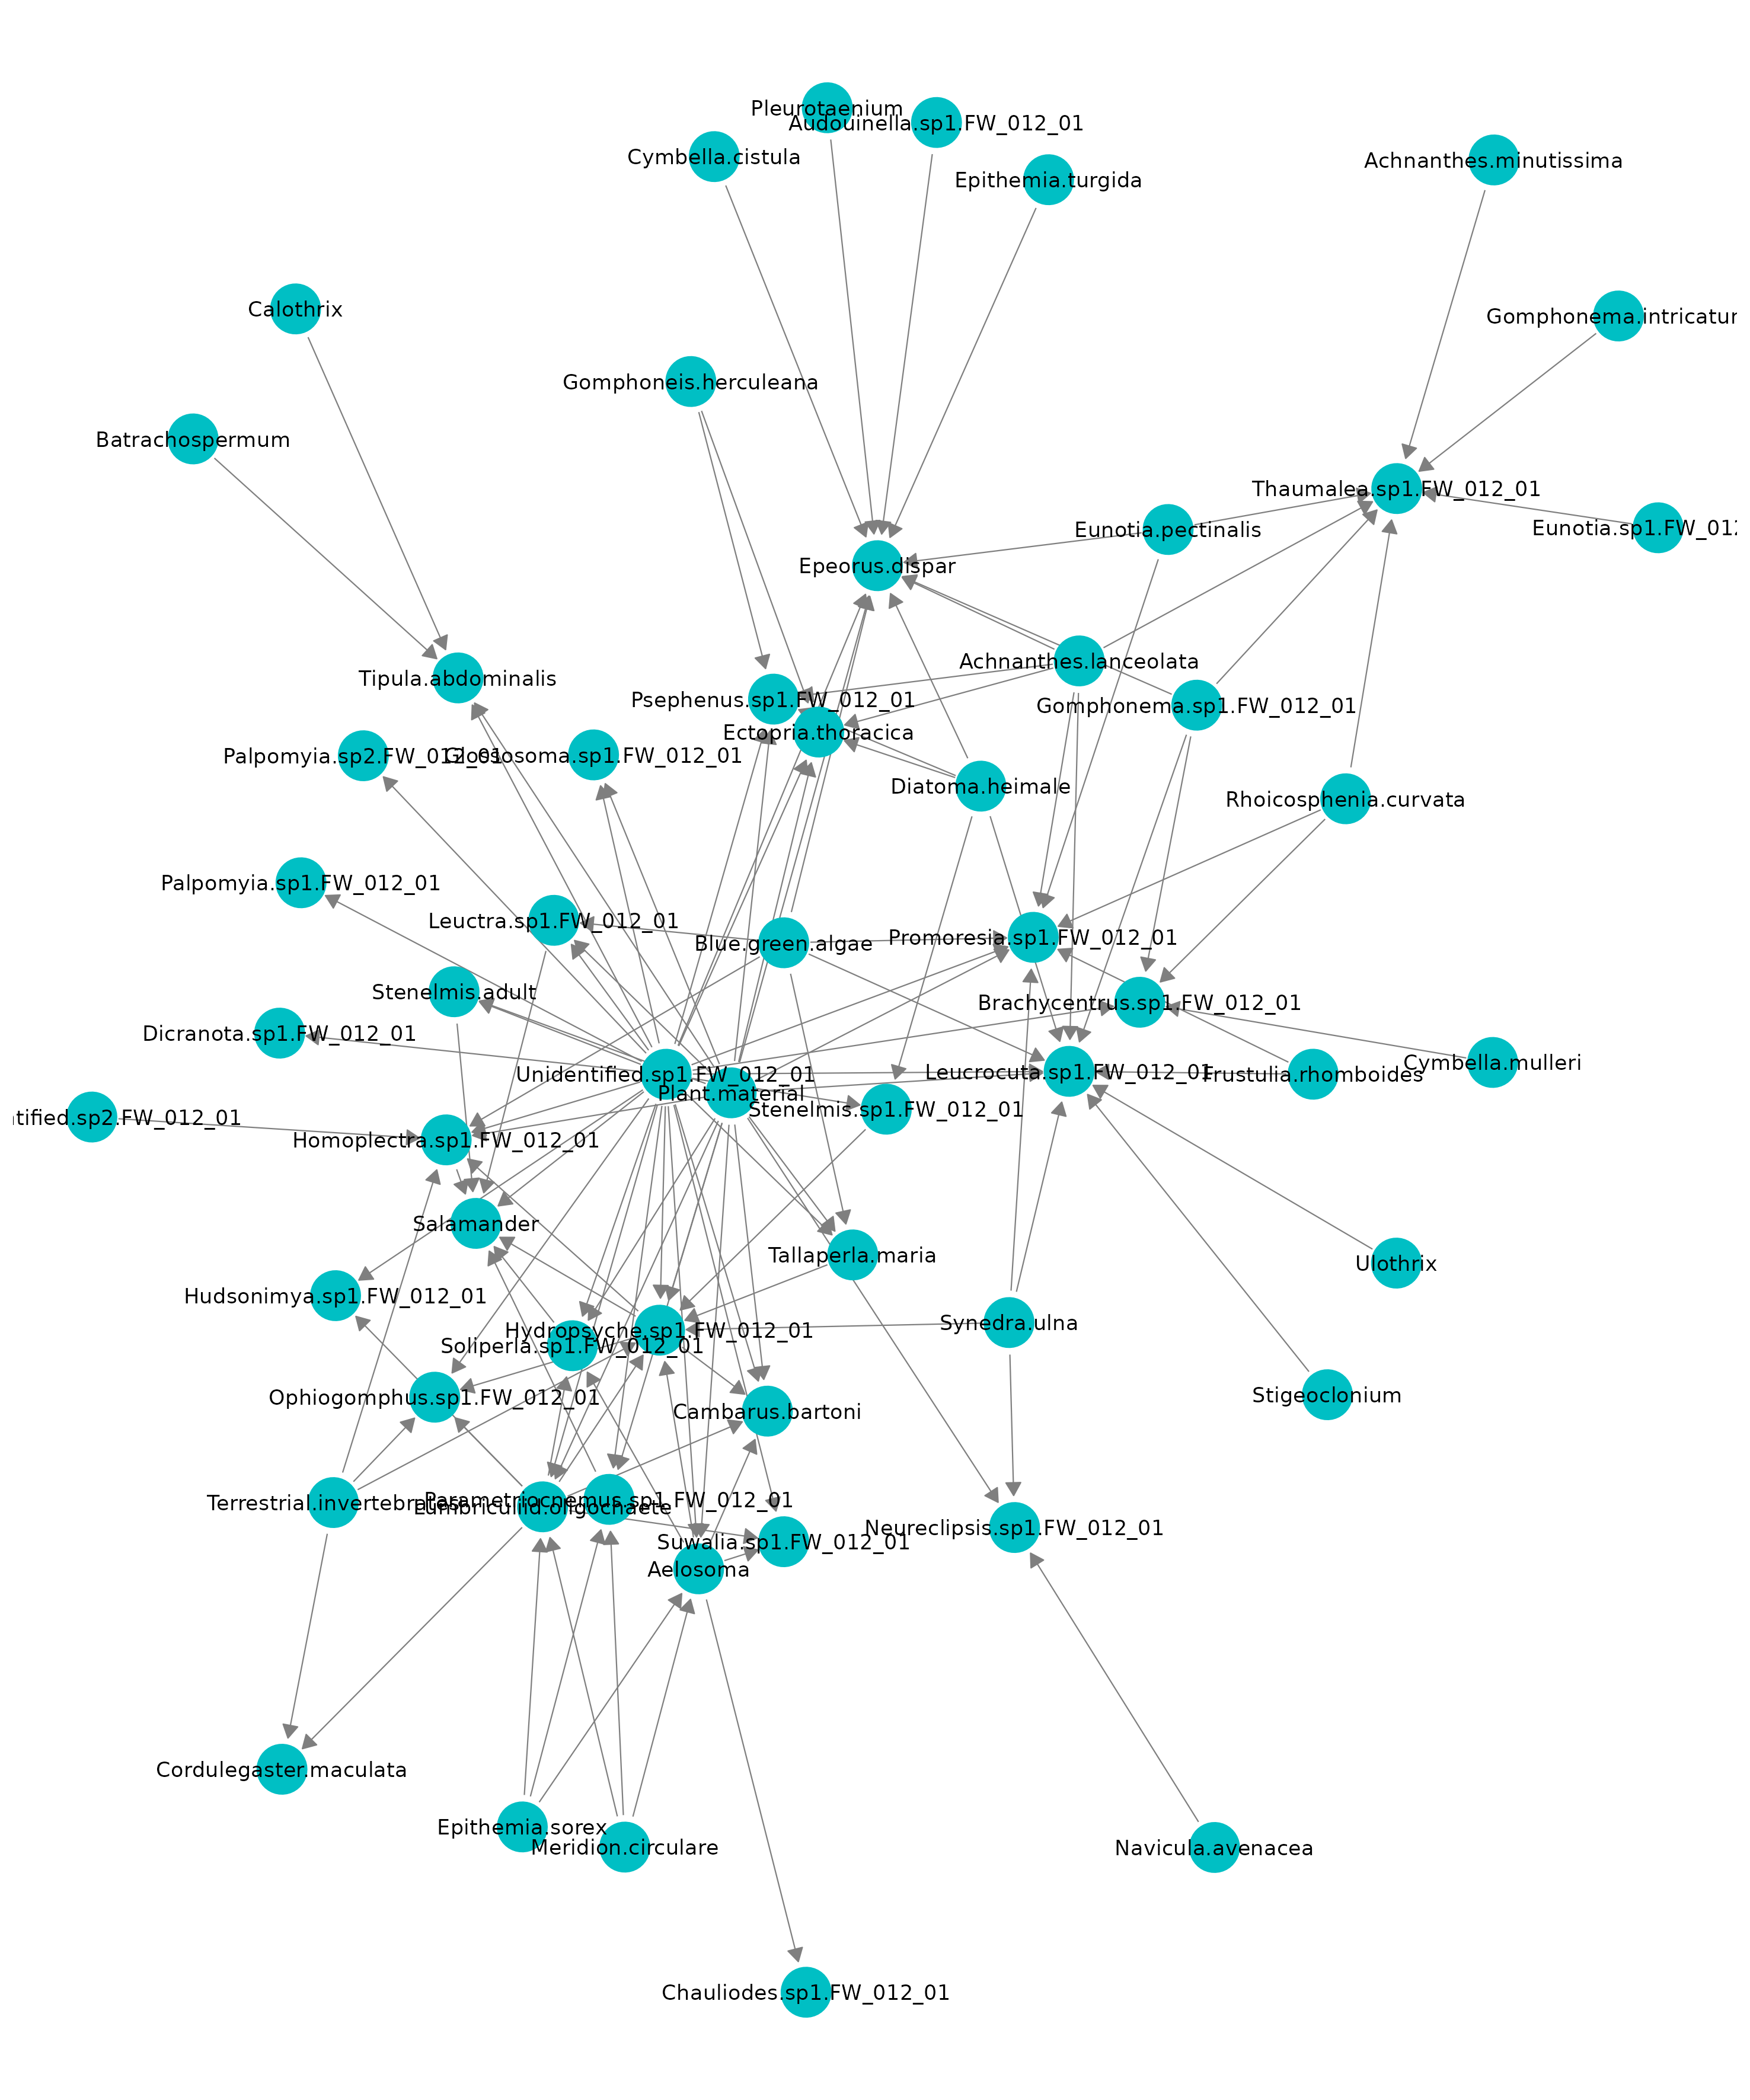 Pleurotaenium
Audouinella.sp1.FW_012_01
Cymbella.cistula
Achnanthes.minutissima
Epithemia.turgida
Calothrix
Gomphonema.intricatur
Gomphoneis.herculeana
Batrachospermum
Thaumalea.sp1.FW_012_01
Eunotia.pectinalis
Eunotia.sp1.FW_012
Epeorus.dispar
Achnanthes.lanceolata
Tipula.abdominalis
Psephenus.sp1.FW_012_01
Gomphonema.sp1.FW_012_01
Ectopria.thoracica
Palpomyia.sp2.FW_012_01
Glossosoma.sp1.FW_012_01
Diatoma.heimale
Rhoicosphenia.curvata
Palpomyia.sp1.FW_012_01
Leuctra.sp1.FW_012_01
Blue.green.algae
Promoresia.sp1.FW_012_01
Stenelmis.adult
Brachycentrus.sp1.FW_012_01
Dicranota.sp1.FW_012_01
Cymbella.mulleri
Unidentified.sp1.FW_012_01
Leucrocuta.sp1.FW_012_01
Frustulia.rhomboides
Plant.material
Stenelmis.sp1.FW_012_01
tified.sp2.FW_012_01
Homoplectra.sp1.FW_012_01
Salamander
Tallaperla.maria
Ulothrix
Hudsonimya.sp1.FW_012_01
Synedra.ulna
Hydropsyche.sp1.FW_012_01
Soliperla.sp1.FW_012_01
Ophiogomphus.sp1.FW_012_01
Stigeoclonium
Cambarus.bartoni
Terrestrial.invertebrates
Parametriocnemus.sp1.FW_012_01
Lumbriculid.oligochaete
Neureclipsis.sp1.FW_012_01
Suwalia.sp1.FW_012_01
Aelosoma
Cordulegaster.maculata
Epithemia.sorex
Meridion.circulare
Navicula.avenacea
Chauliodes.sp1.FW_012_01